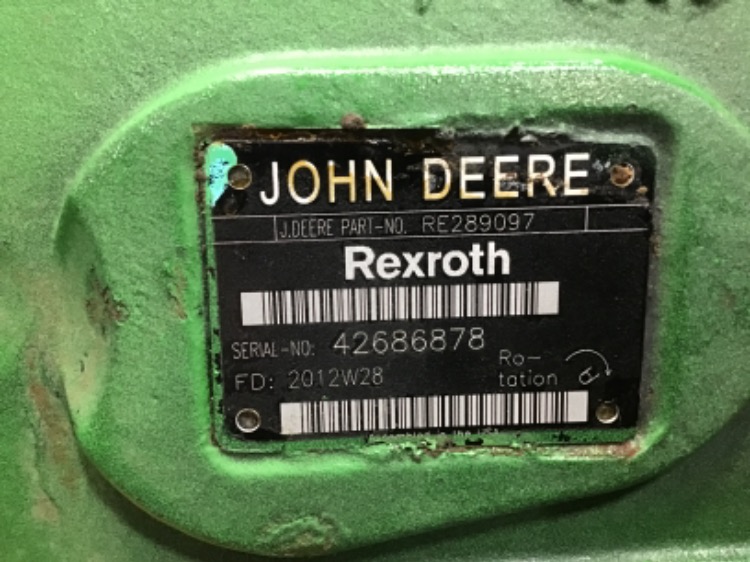 JOHN DEERE
J.DEERE PART-NO. RE289097
Rexroth
SERIAL-NO: 42686878
FD: 2012W28
Ro-
tation